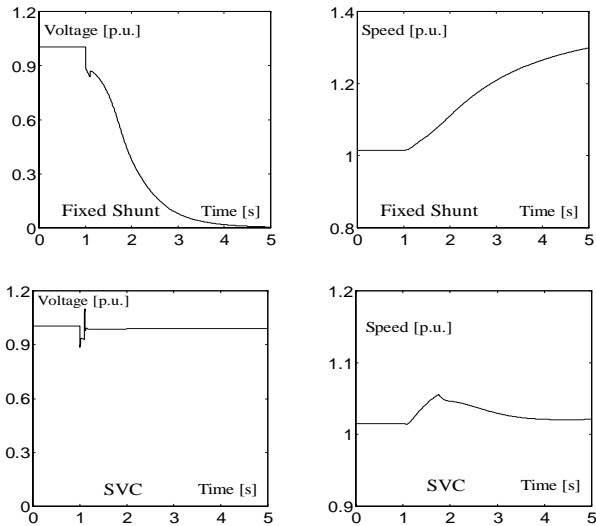 1.2
Voltage [p.u.]
0.9
0.6
0.3
Fixed Shunt Time [s]
0
0 1 2 3 4 5
1.4
Speed [p.u.]
1.2
1
Fixed Shunt Time [s]
0.8
0 1 2 3 4 5
1.2
Voltage [p.u.]
0.9
0.6
0.3
SVC Time [s]
0
0 1 2 3 4 5
1.2
Speed [p.u.]
1.1
1
SVC Time [s]
0.9
0 1 2 3 4 5